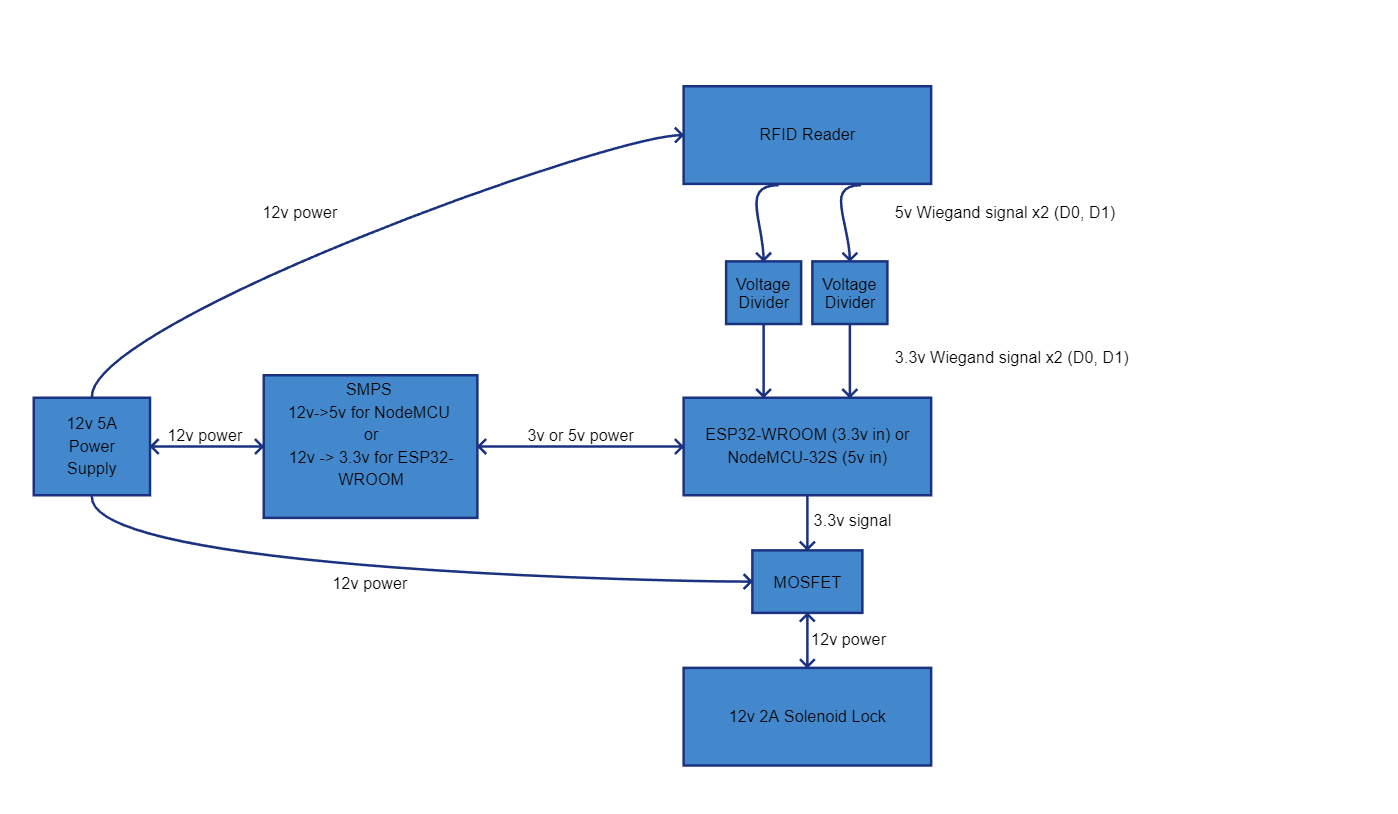 RFID Reader
12v power
5v Wiegand signal x2 (D0, D1)
Voltage
Divider
Voltage
Divider
3.3v Wiegand signal x2 (D0, D1)
12v 5A
Power
Supply
12v power
SMPS
12v->5v for NodeMCU
or
12v -> 3.3v for ESP32-
WROOM
3v or 5v power
ESP32-WROOM (3.3v in) or
NodeMCU-32S (5v in)
3.3v signal
12v power
MOSFET
12v power
12v 2A Solenoid Lock